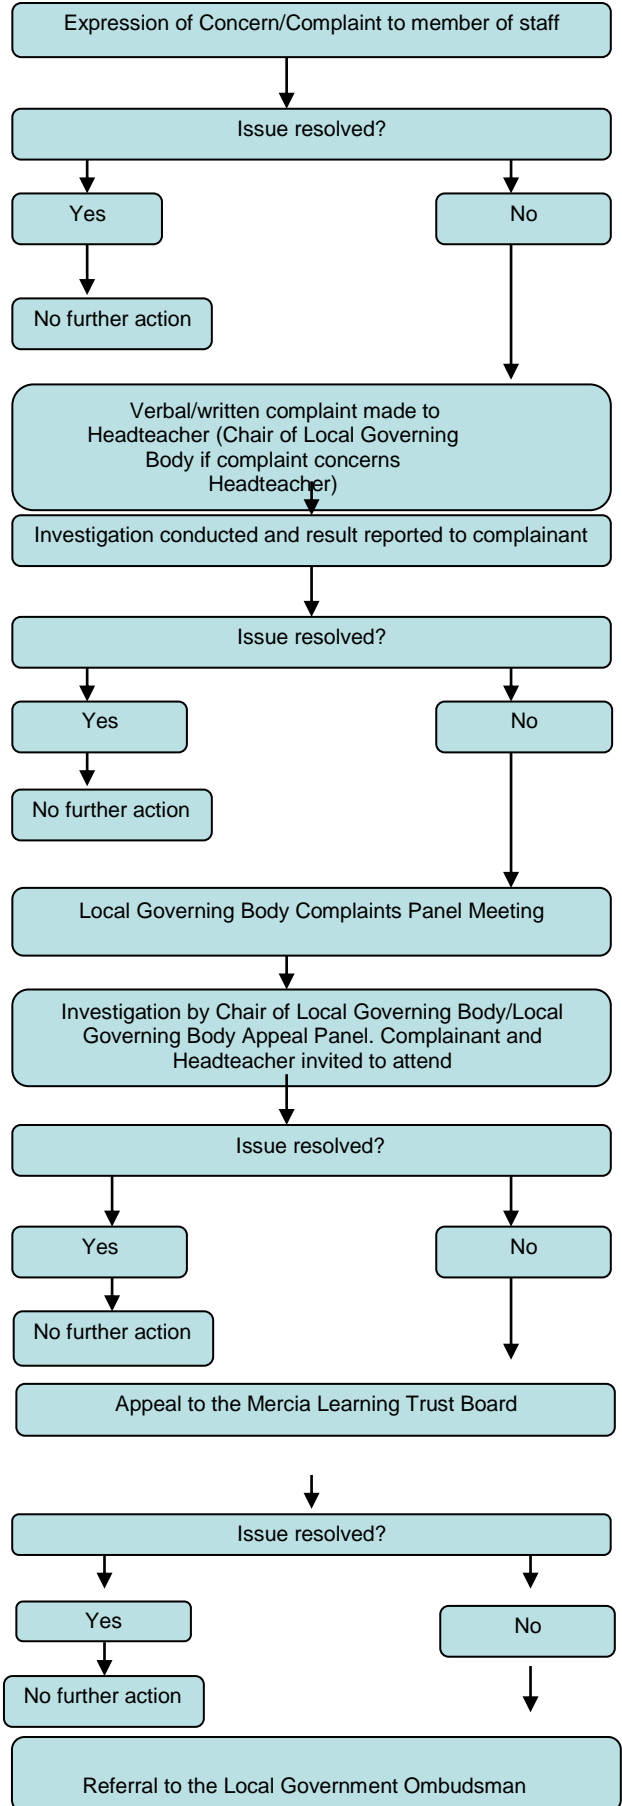 Expression of Concern/Complaint to member of staff
Issue resolved?
Yes
No
No further action
Verbal/written complaint made to
Headteacher (Chair of Local Governing
Body if complaint concerns
Headteacher)
Investigation conducted and result reported to complainant
Issue resolved?
Yes
No
No further action
Local Governing Body Complaints Panel Meeting
Investigation by Chair of Local Governing Body/Local
Governing Body Appeal Panel. Complainant and
Headteacher invited to attend
Issue resolved?
Yes
No
No further action
Appeal to the Mercia Learning Trust Board
Issue resolved?
Yes
No
No further action
Referral to the Local Government Ombudsman